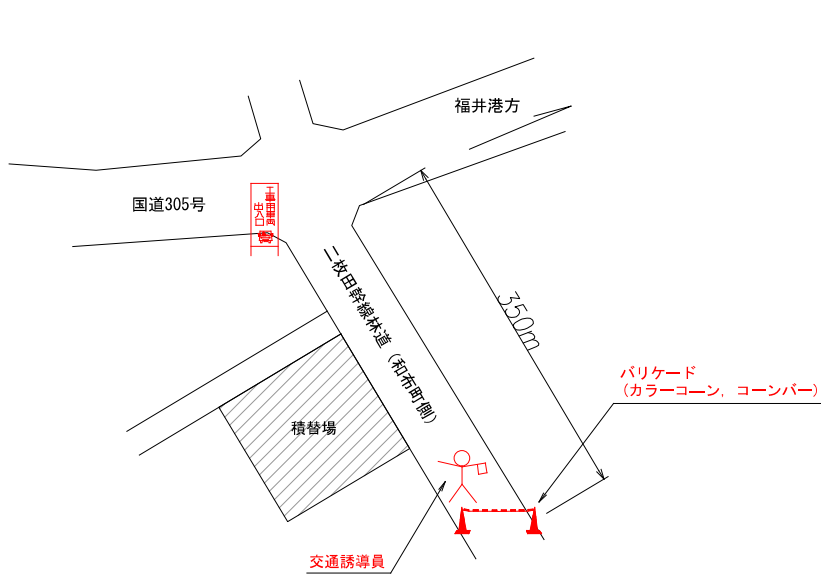 福井港方
国道305号
工事用車両
出入口
二枚田幹線林道（和布町側）
350m
バリケード
（カラーコーン, コーンバー）
積替場
交通誘導員